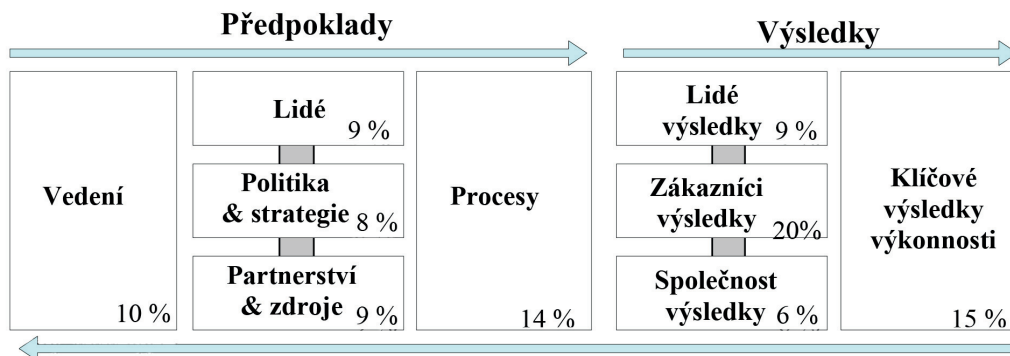 Předpoklady
Výsledky
Vedení
10 %
Lidé
9 %
Politika
& strategie
8 %
Partnerství
& zdroje
9 %
Procesy
14 %
Lidé
výsledky
9 %
Zákazníci
výsledky
20%
Společnost
výsledky
6 %
Klíčové
výsledky
výkonnosti
15 %